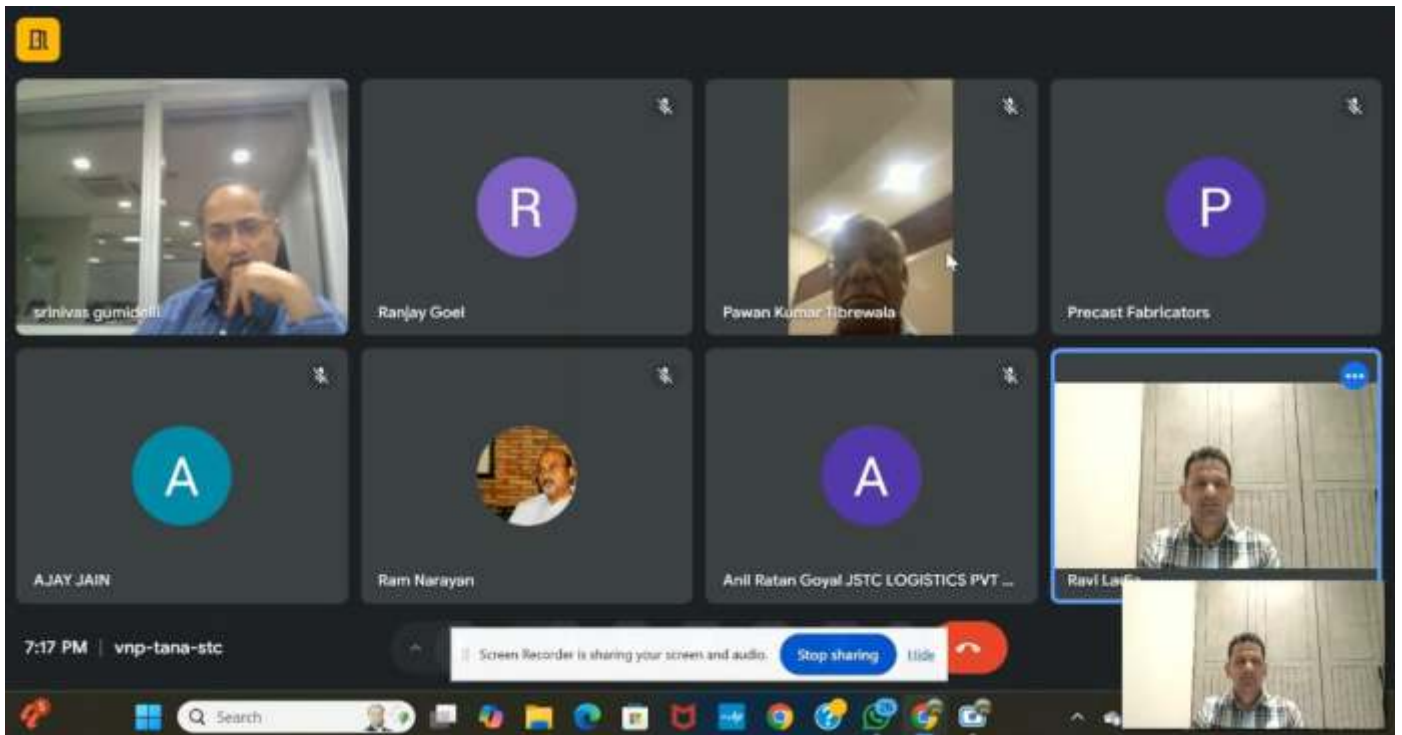 R
P
srinivas gumidelli
Ranjay Goel
Pawan Kumar Tibrewala
Precast Fabricators
A
A
AJAY JAIN
Ram Narayan
Anil Ratan Goyal JSTC LOGISTICS PVT ...
Ravi
7:17 PM | vnp-tana-stc
Screen Recorder is sharing your screen and audio.
Stop sharing
Hide
Search